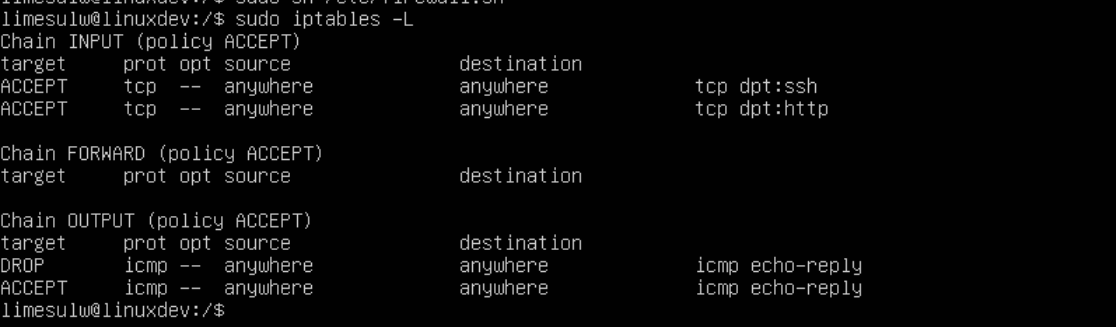 limesulw@linuxdev:/$ sudo iptables -L
Chain INPUT (policy ACCEPT)
target     prot opt source               destination
ACCEPT     tcp  --  anywhere             anywhere             tcp dpt:ssh
ACCEPT     tcp  --  anywhere             anywhere             tcp dpt:http
Chain FORWARD (policy ACCEPT)
target     prot opt source               destination
Chain OUTPUT (policy ACCEPT)
target     prot opt source               destination
DROP       icmp --  anywhere             anywhere             icmp echo-reply
ACCEPT     icmp --  anywhere             anywhere             icmp echo-reply
limesulw@linuxdev:/$